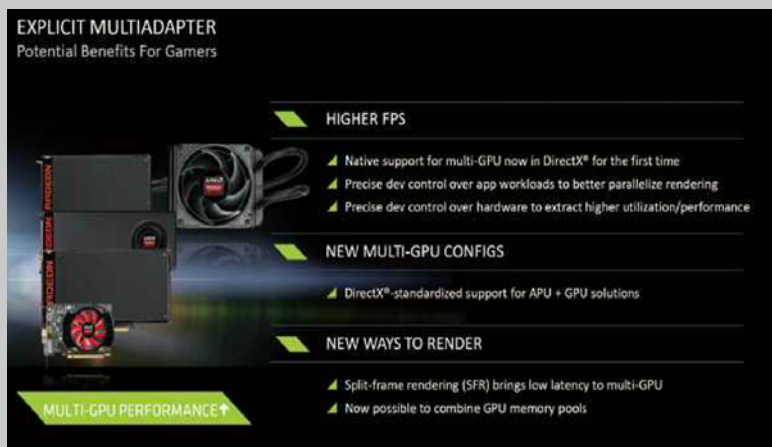 EXPLICIT MULTIADAPTER
Potential Benefits For Gamers
HIGHER FPS
Native support for multi-GPU now in DirectX® for the first time
Precise dev control over app workloads to better parallelize rendering
Precise dev control over hardware to extract higher utilization/performance
NEW MULTI-GPU CONFIGS
DirectX®-standardized support for APU + GPU solutions
NEW WAYS TO RENDER
Split-frame rendering (SFR) brings low latency to multi-GPU
Now possible to combine GPU memory pools
RADEON
RADEON
RADEON
MULTI-GPU PERFORMANCE↑